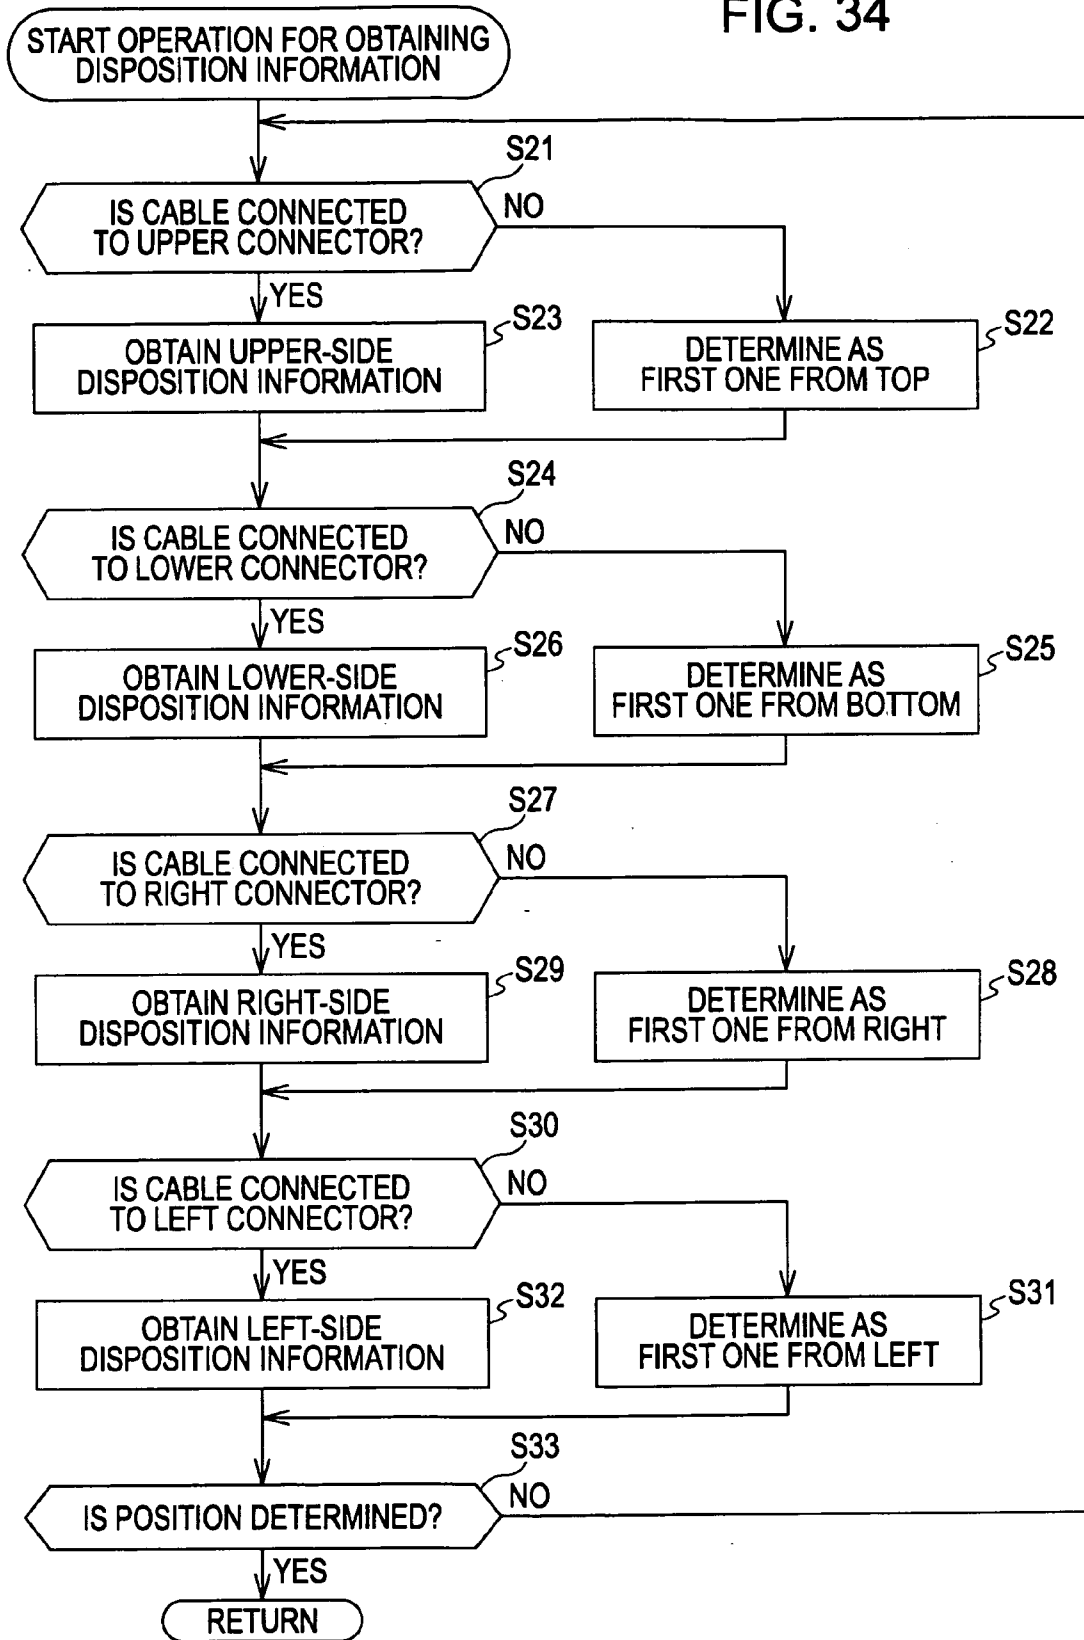 FIG. 34
START OPERATION FOR OBTAINING
DISPOSITION INFORMATION
S21
IS CABLE CONNECTED
TO UPPER CONNECTOR?
NO
YES
S23
OBTAIN UPPER-SIDE
DISPOSITION INFORMATION
S22
DETERMINE AS
FIRST ONE FROM TOP
S24
IS CABLE CONNECTED
TO LOWER CONNECTOR?
NO
YES
S26
OBTAIN LOWER-SIDE
DISPOSITION INFORMATION
S25
DETERMINE AS
FIRST ONE FROM BOTTOM
S27
IS CABLE CONNECTED
TO RIGHT CONNECTOR?
NO
YES
S29
OBTAIN RIGHT-SIDE
DISPOSITION INFORMATION
S28
DETERMINE AS
FIRST ONE FROM RIGHT
S30
IS CABLE CONNECTED
TO LEFT CONNECTOR?
NO
YES
S32
OBTAIN LEFT-SIDE
DISPOSITION INFORMATION
S31
DETERMINE AS
FIRST ONE FROM LEFT
S33
IS POSITION DETERMINED?
NO
YES
RETURN